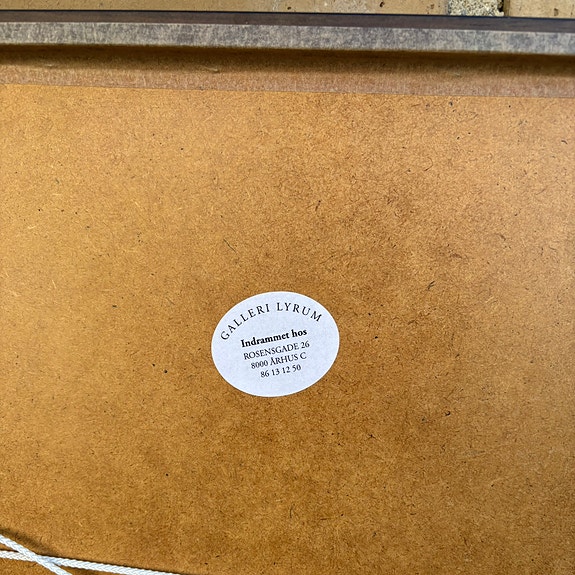 GALLERI LYRUM
Indrammet hos
ROSENSGADE 26
8000 ÅRHUS C
86 13 12 50